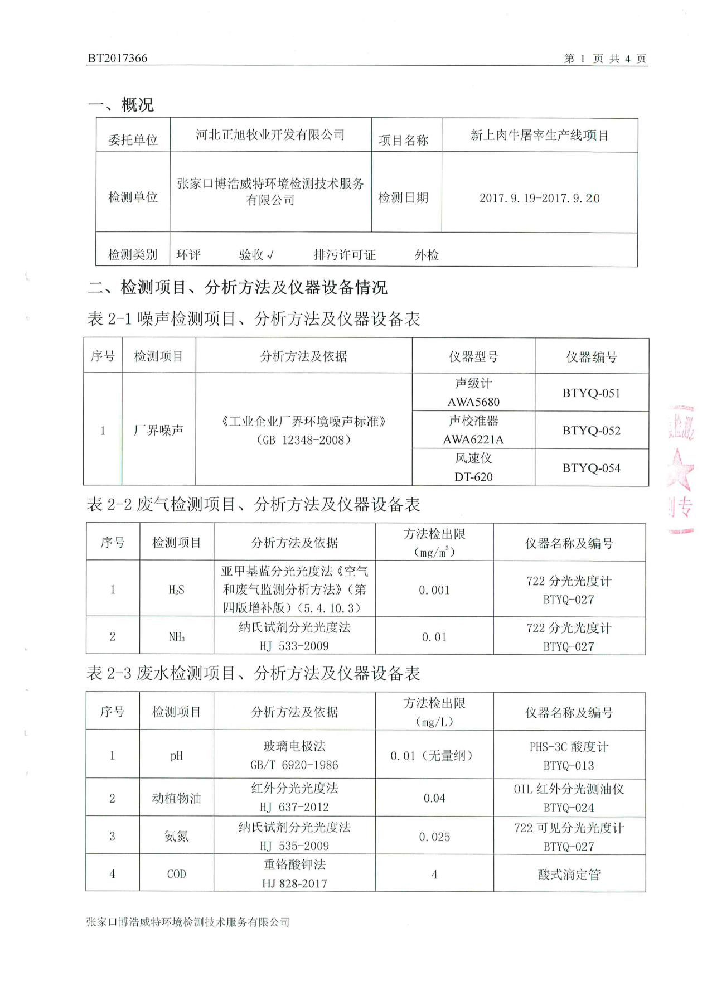 BT2017366
第 1 页 共 4 页
一、概况
委托单位
河北正旭牧业开发有限公司
项目名称
新上肉牛屠宰生产线项目
检测单位
张家口博浩威特环境检测技术服务
有限公司
检测日期
2017.9.19-2017.9.20
检测类别
环评 验收√ 排污许可证 外检
二、检测项目、分析方法及仪器设备情况
表 2-1 噪声检测项目、分析方法及仪器设备表
序号
检测项目
分析方法及依据
仪器型号
仪器编号
1
厂界噪声
《工业企业厂界环境噪声标准》
（GB 12348-2008）
声级计
AWA5680
BTYQ-051
声校准器
AWA6221A
BTYQ-052
风速仪
DT-620
BTYQ-054
表 2-2 废气检测项目、分析方法及仪器设备表
序号
检测项目
分析方法及依据
方法检出限
（mg/m³）
仪器名称及编号
1
H₂S
亚甲基蓝分光光度法《空气
和废气监测分析方法》（第
四版增补版）（5.4.10.3）
0.001
722 分光光度计
BTYQ-027
2
NH₃
纳氏试剂分光光度法
HJ 533-2009
0.01
722 分光光度计
BTYQ-027
表 2-3 废水检测项目、分析方法及仪器设备表
序号
检测项目
分析方法及依据
方法检出限
（mg/L）
仪器名称及编号
1
pH
玻璃电极法
GB/T 6920-1986
0.01（无量纲）
PHS-3C 酸度计
BTYQ-013
2
动植物油
红外分光光度法
HJ 637-2012
0.04
OIL 红外分光测油仪
BTYQ-024
3
氨氮
纳氏试剂分光光度法
HJ 535-2009
0.025
722 可见分光光度计
BTYQ-027
4
COD
重铬酸钾法
HJ 828-2017
4
酸式滴定管
张家口博浩威特环境检测技术服务有限公司
检测
专